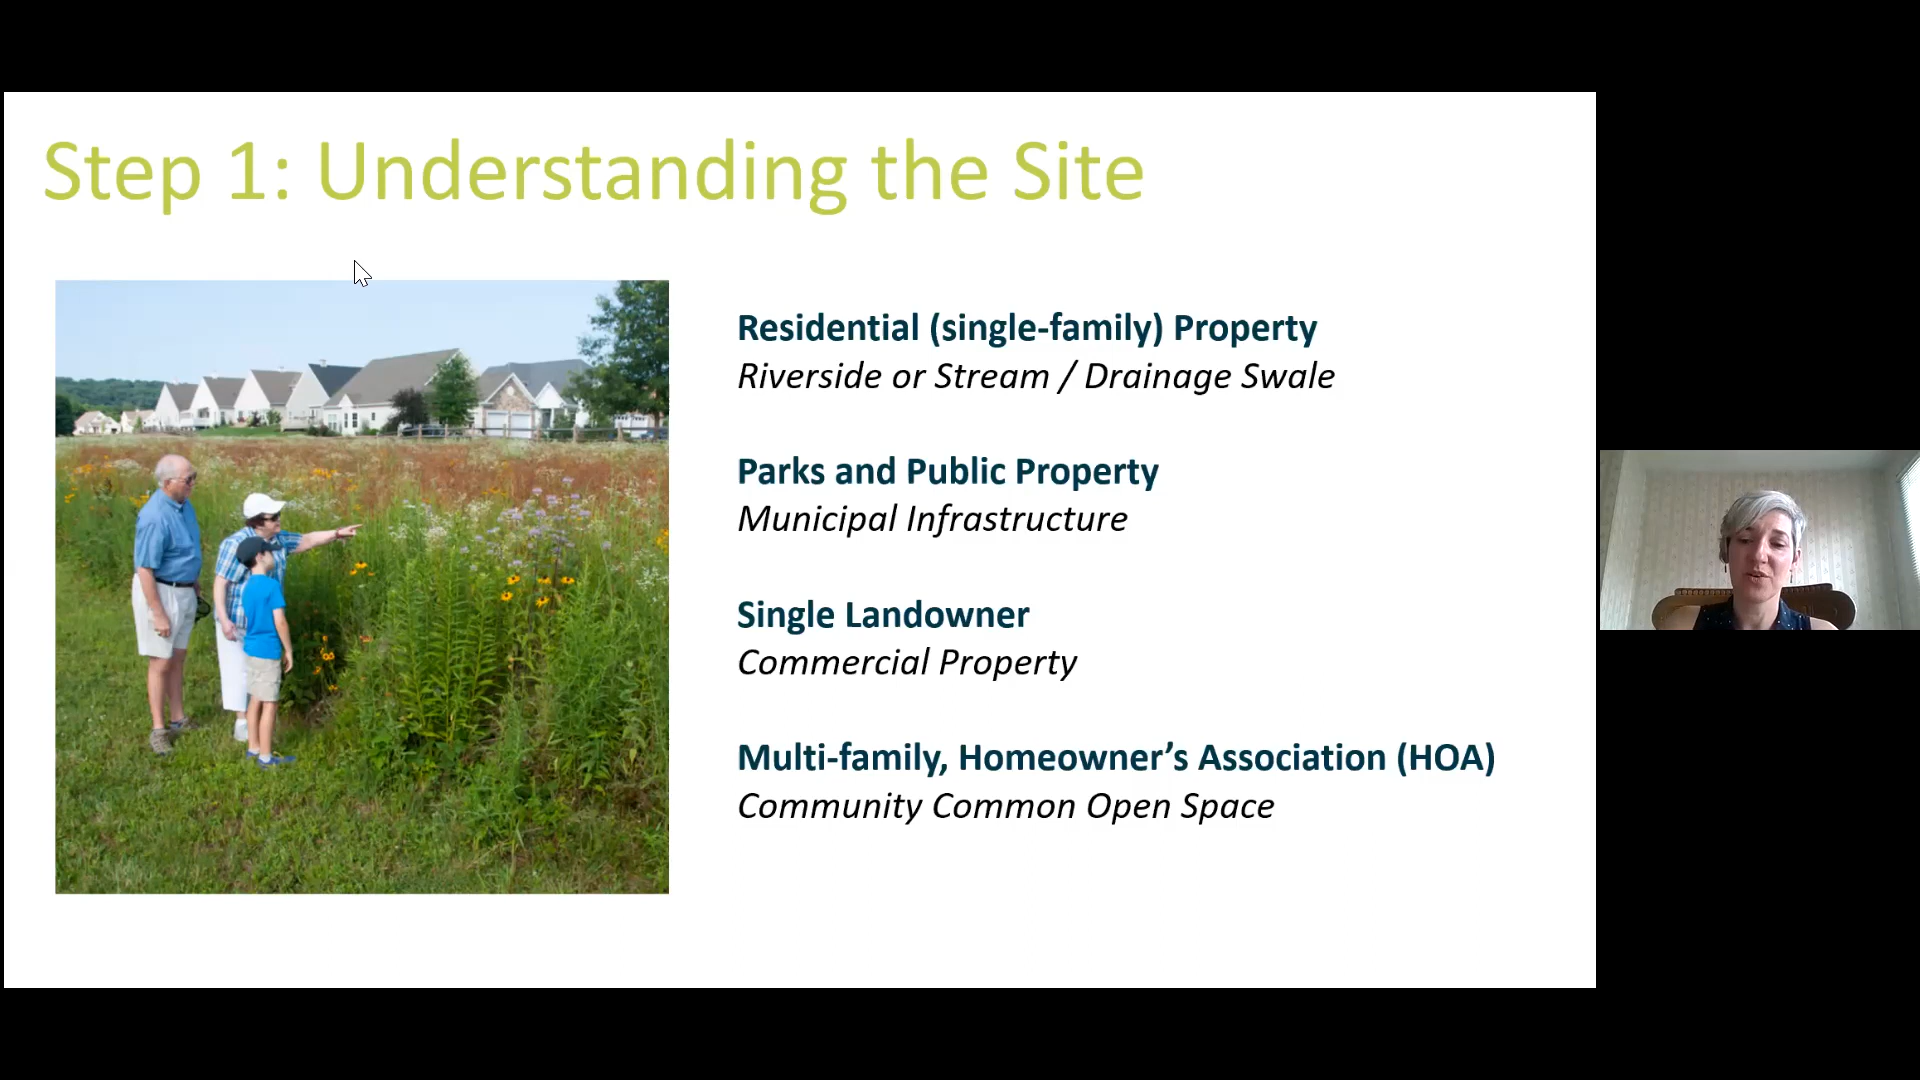 Step 1: Understanding the Site
Residential (single-family) Property
Riverside or Stream / Drainage Swale
Parks and Public Property
Municipal Infrastructure
Single Landowner
Commercial Property
Multi-family, Homeowner’s Association (HOA)
Community Common Open Space